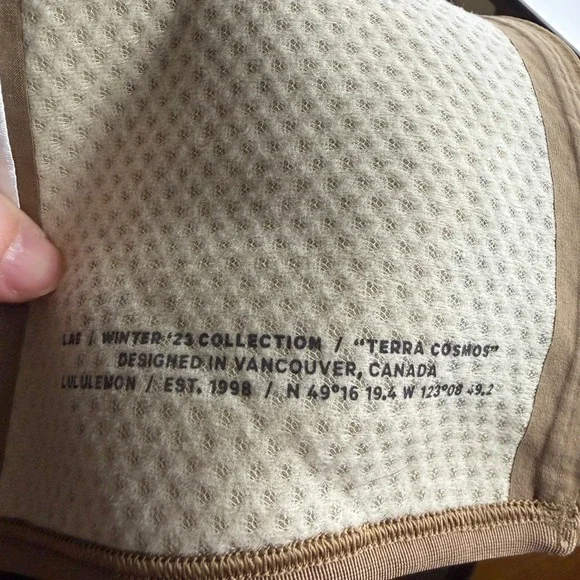 LAB / WINTER '23 COLLECTION / "TERRA COSMOS"
DESIGNED IN VANCOUVER, CANADA
LULULEMON / EST. 1998 / N 49°16 19.4 W 123°08 49.2